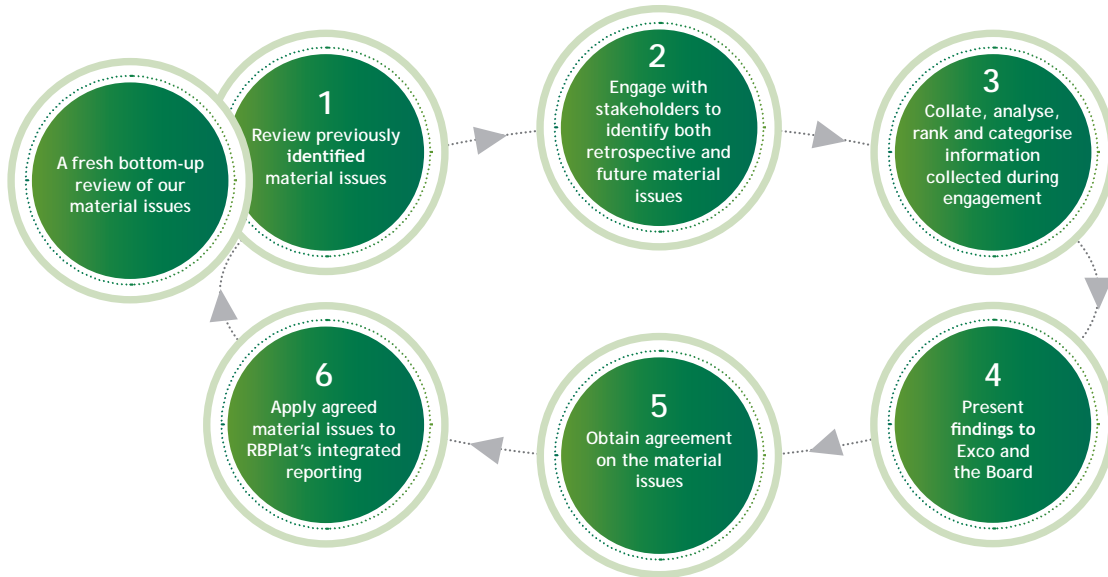 A fresh bottom-up
review of our
material issues
1
Review previously
identified
material issues
2
Engage with
stakeholders to
identify both
retrospective and
future material
issues
3
Collate, analyse,
rank and categorise
information
collected during
engagement
4
Present
findings to
Exco and
the Board
5
Obtain agreement
on the material
issues
6
Apply agreed
material issues to
RBPlat's integrated
reporting